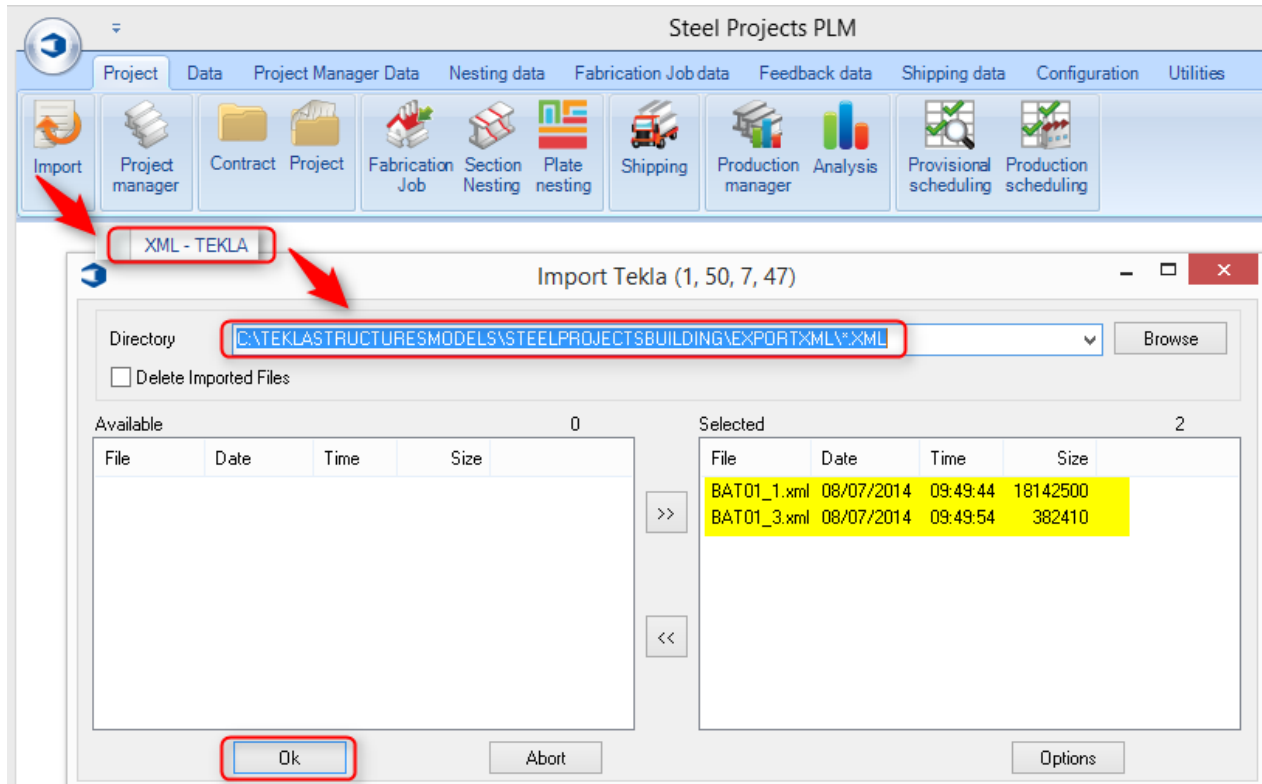 Steel Projects PLM
Project Data Project Manager Data Nesting data Fabrication Job data Feedback data Shipping data Configuration Utilities
Import Project manager Contract Project Fabrication Job Section Nesting Plate nesting Shipping Production manager Analysis Provisional scheduling Production scheduling
XML - TEKLA
Import Tekla (1, 50, 7, 47)
Directory C:\TEKLASTRUCTURESMODELS\STEELPROJECTSBUILDING\EXPORTXML\*.XML Browse
Delete Imported Files
Available 0 Selected 2
File Date Time Size File Date Time Size
BAT01_1.xml 08/07/2014 09:49:44 18142500
>>
BAT01_3.xml 08/07/2014 09:49:54 382410
<<
Ok Abort Options